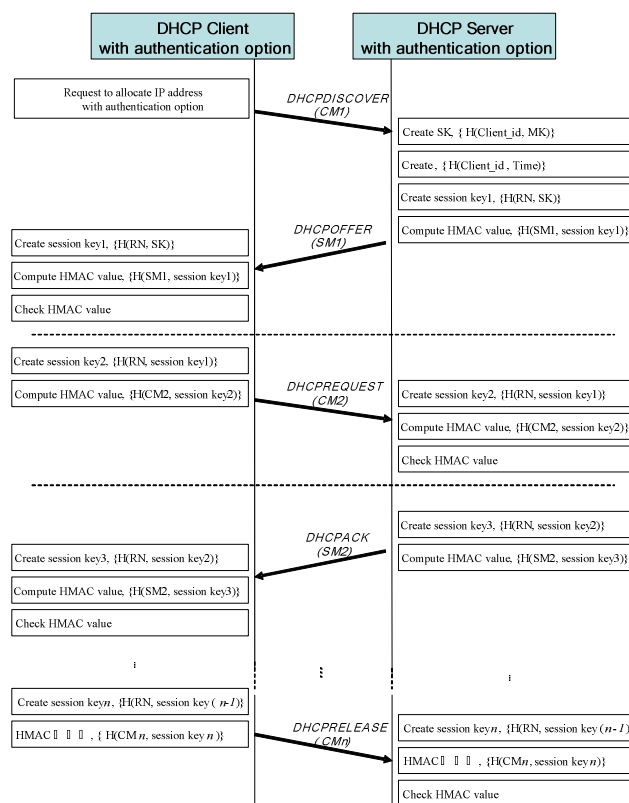 DHCP Client
with authentication option
DHCP Server
with authentication option
Request to allocate IP address
with authentication option
DHCPDISCOVER
(CM1)
Create SK, { H(Client_id, MK)}
Create , { H(Client_id , Time)}
Create session key1, {H(RN, SK)}
Compute HMAC value, {H(SM1, session key1)}
DHCPOFFER
(SM1)
Create session key1, {H(RN, SK)}
Compute HMAC value, {H(SM1, session key1)}
Check HMAC value
Create session key2, {H(RN, session key1)}
Compute HMAC value, {H(CM2, session key2)}
DHCPREQUEST
(CM2)
Create session key2, {H(RN, session key1)}
Compute HMAC value, {H(CM2, session key2)}
Check HMAC value
Create session key3, {H(RN, session key2)}
Compute HMAC value, {H(SM2, session key3)}
DHCPACK
(SM2)
Create session key3, {H(RN, session key2)}
Compute HMAC value, {H(SM2, session key3)}
Check HMAC value
Create session keyn, {H(RN, session key ( n-1)}
HMAC , { H(CMn, session key n)}
DHCPRELEASE
(CMn)
Create session keyn, {H(RN, session key (n-1)}
HMAC , {H(CMn, session key n)}
Check HMAC value